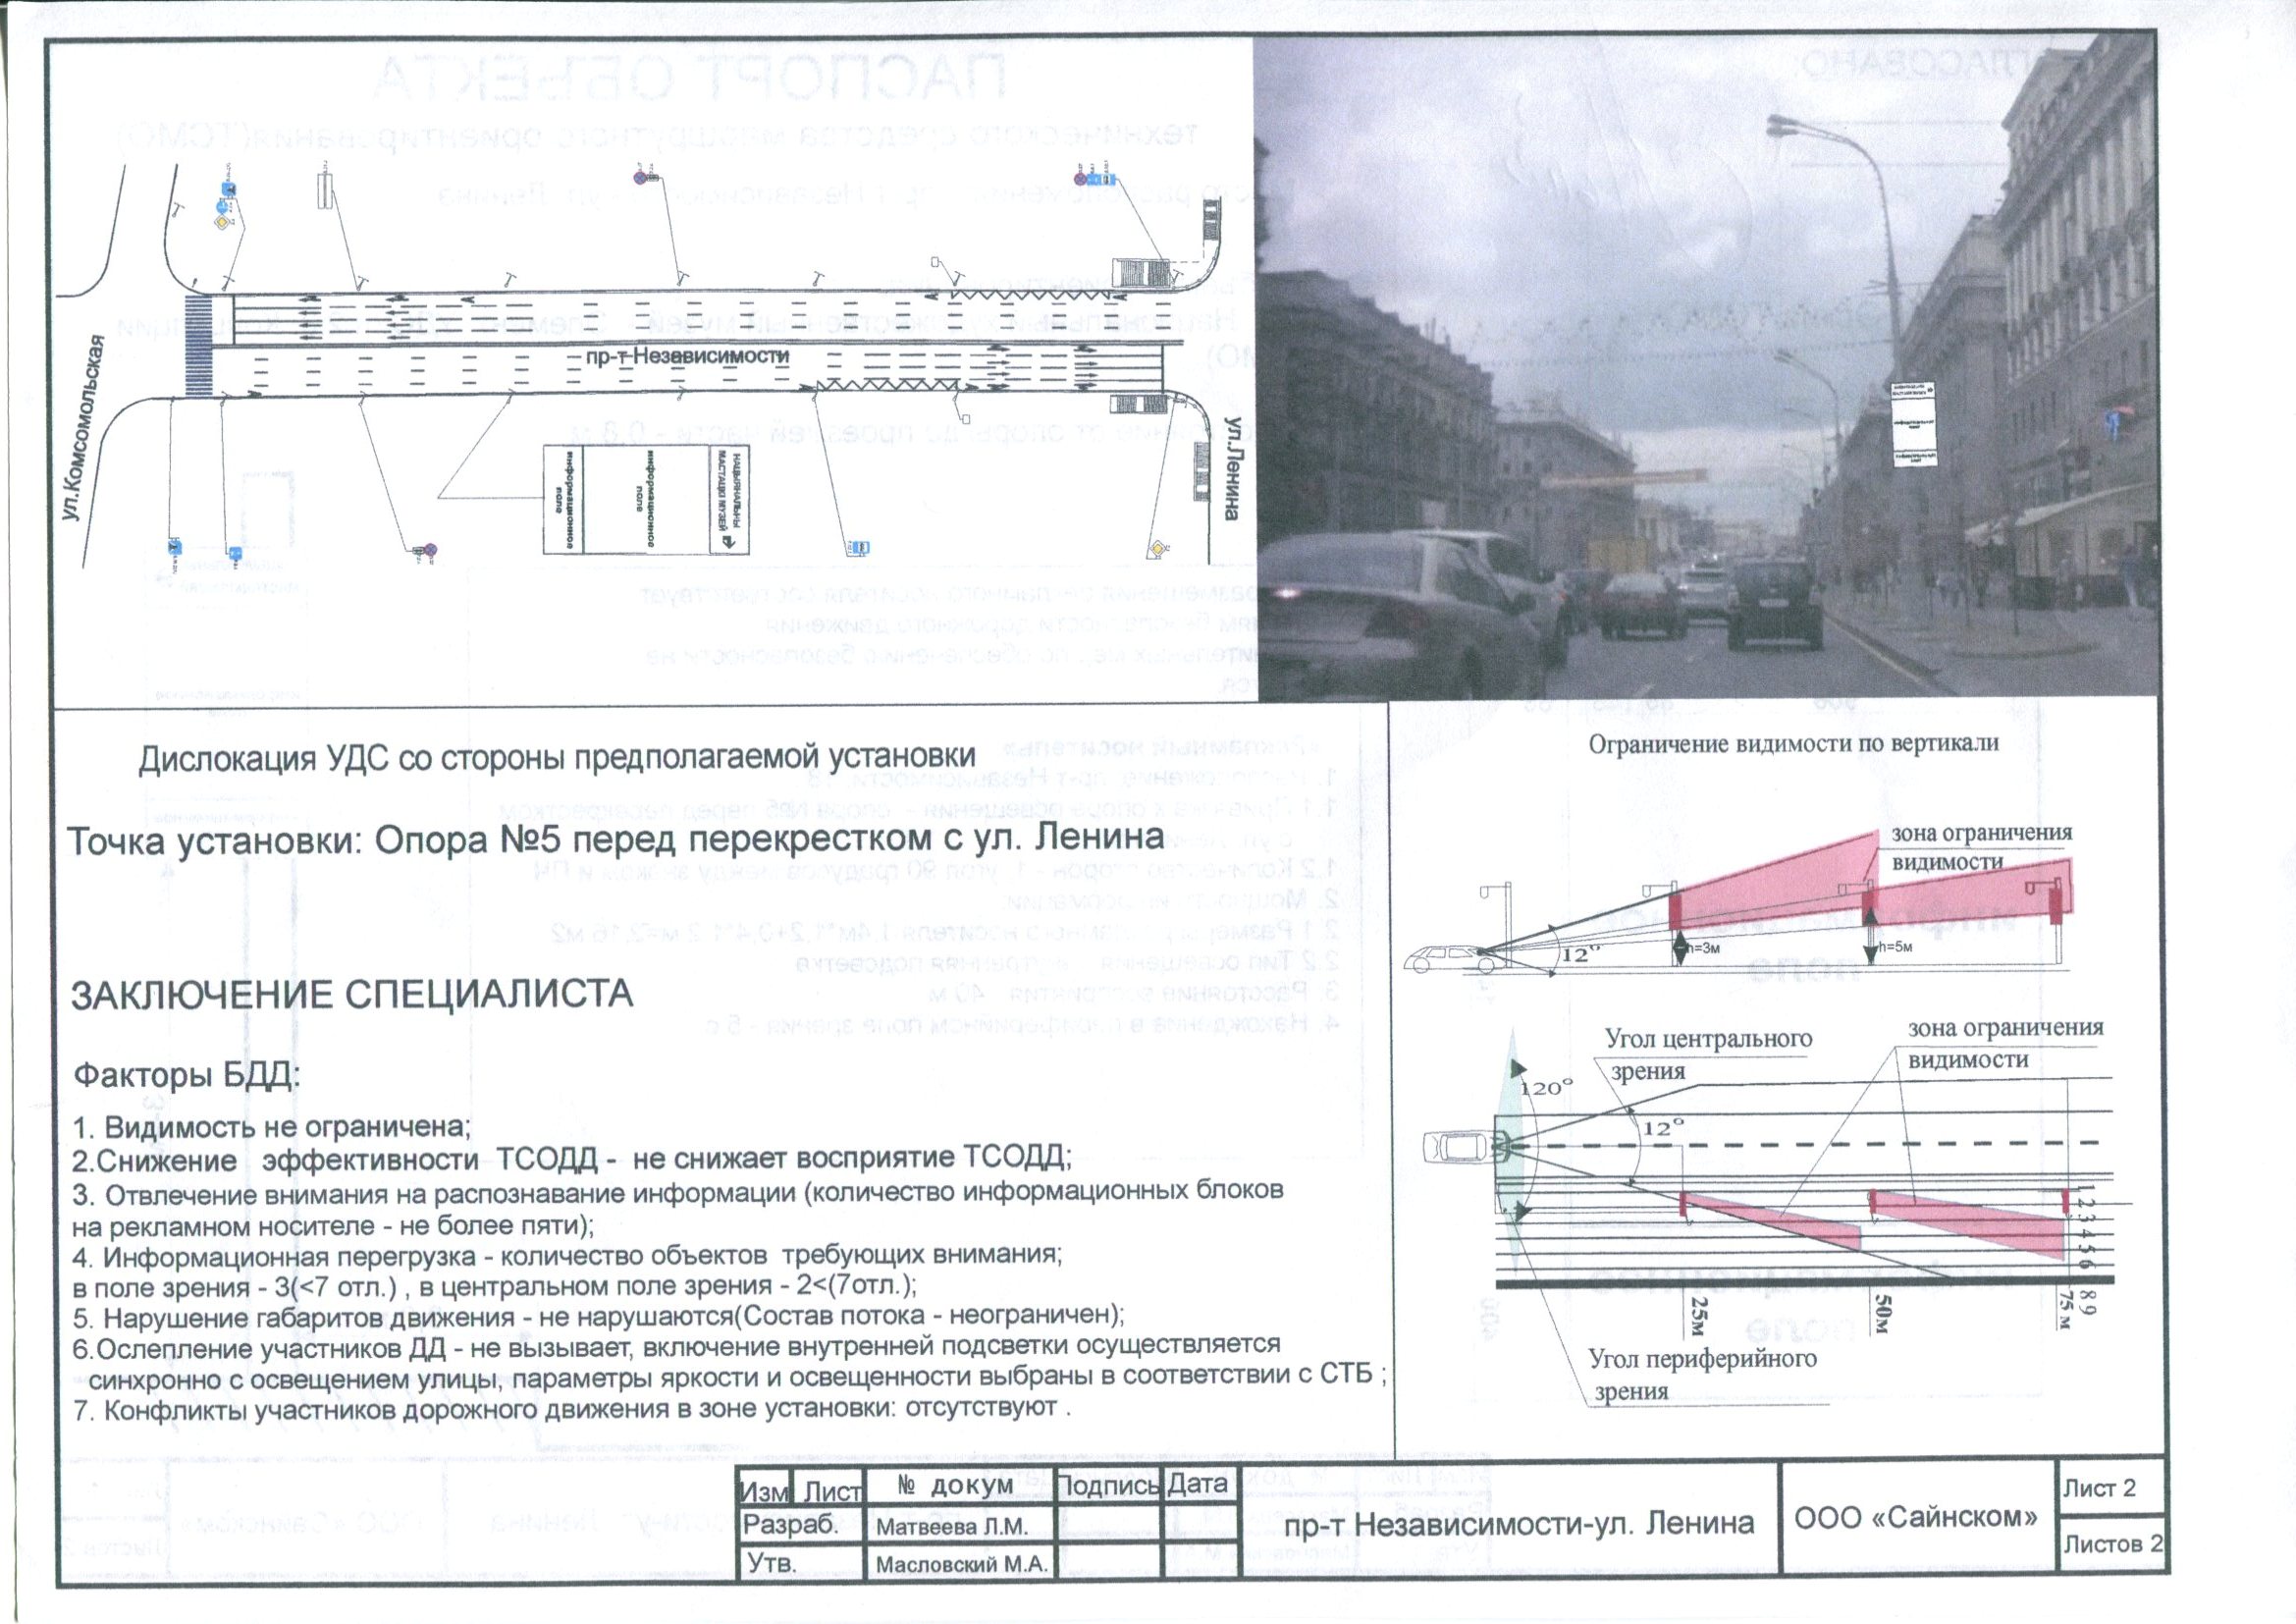 пр-т Независимости
ул.Комсомольская
ул.Ленина
НАЦЫЯНАЛЬНЫ
МАСТАЦКІ МУЗЕЙ
информационное
поле
информационное
поле
Дислокация УДС со стороны предполагаемой установки
Точка установки: Опора №5 перед перекрестком с ул. Ленина
ЗАКЛЮЧЕНИЕ СПЕЦИАЛИСТА
Факторы БДД:
1. Видимость не ограничена;
2.Снижение эффективности ТСОДД - не снижает восприятие ТСОДД;
3. Отвлечение внимания на распознавание информации (количество информационных блоков
на рекламном носителе - не более пяти);
4. Информационная перегрузка - количество объектов требующих внимания;
в поле зрения - 3(<7 отл.) , в центральном поле зрения - 2<(7отл.);
5. Нарушение габаритов движения - не нарушаются(Состав потока - неограничен);
6.Ослепление участников ДД - не вызывает, включение внутренней подсветки осуществляется
синхронно с освещением улицы, параметры яркости и освещенности выбраны в соответствии с СТБ ;
7. Конфликты участников дорожного движения в зоне установки: отсутствуют .
Ограничение видимости по вертикали
зона ограничения
видимости
12°
h=3м
h=5м
Угол центрального
зрения
зона ограничения
видимости
120°
12°
1 2 3 4 5 6 8 9
25м
50м
75 м
Угол периферийного
зрения
Изм Лист № докум Подпись Дата
Разраб. Матвеева Л.М.
Утв. Масловский М.А.
пр-т Независимости-ул. Ленина
ООО «Сайнском»
Лист 2
Листов 2